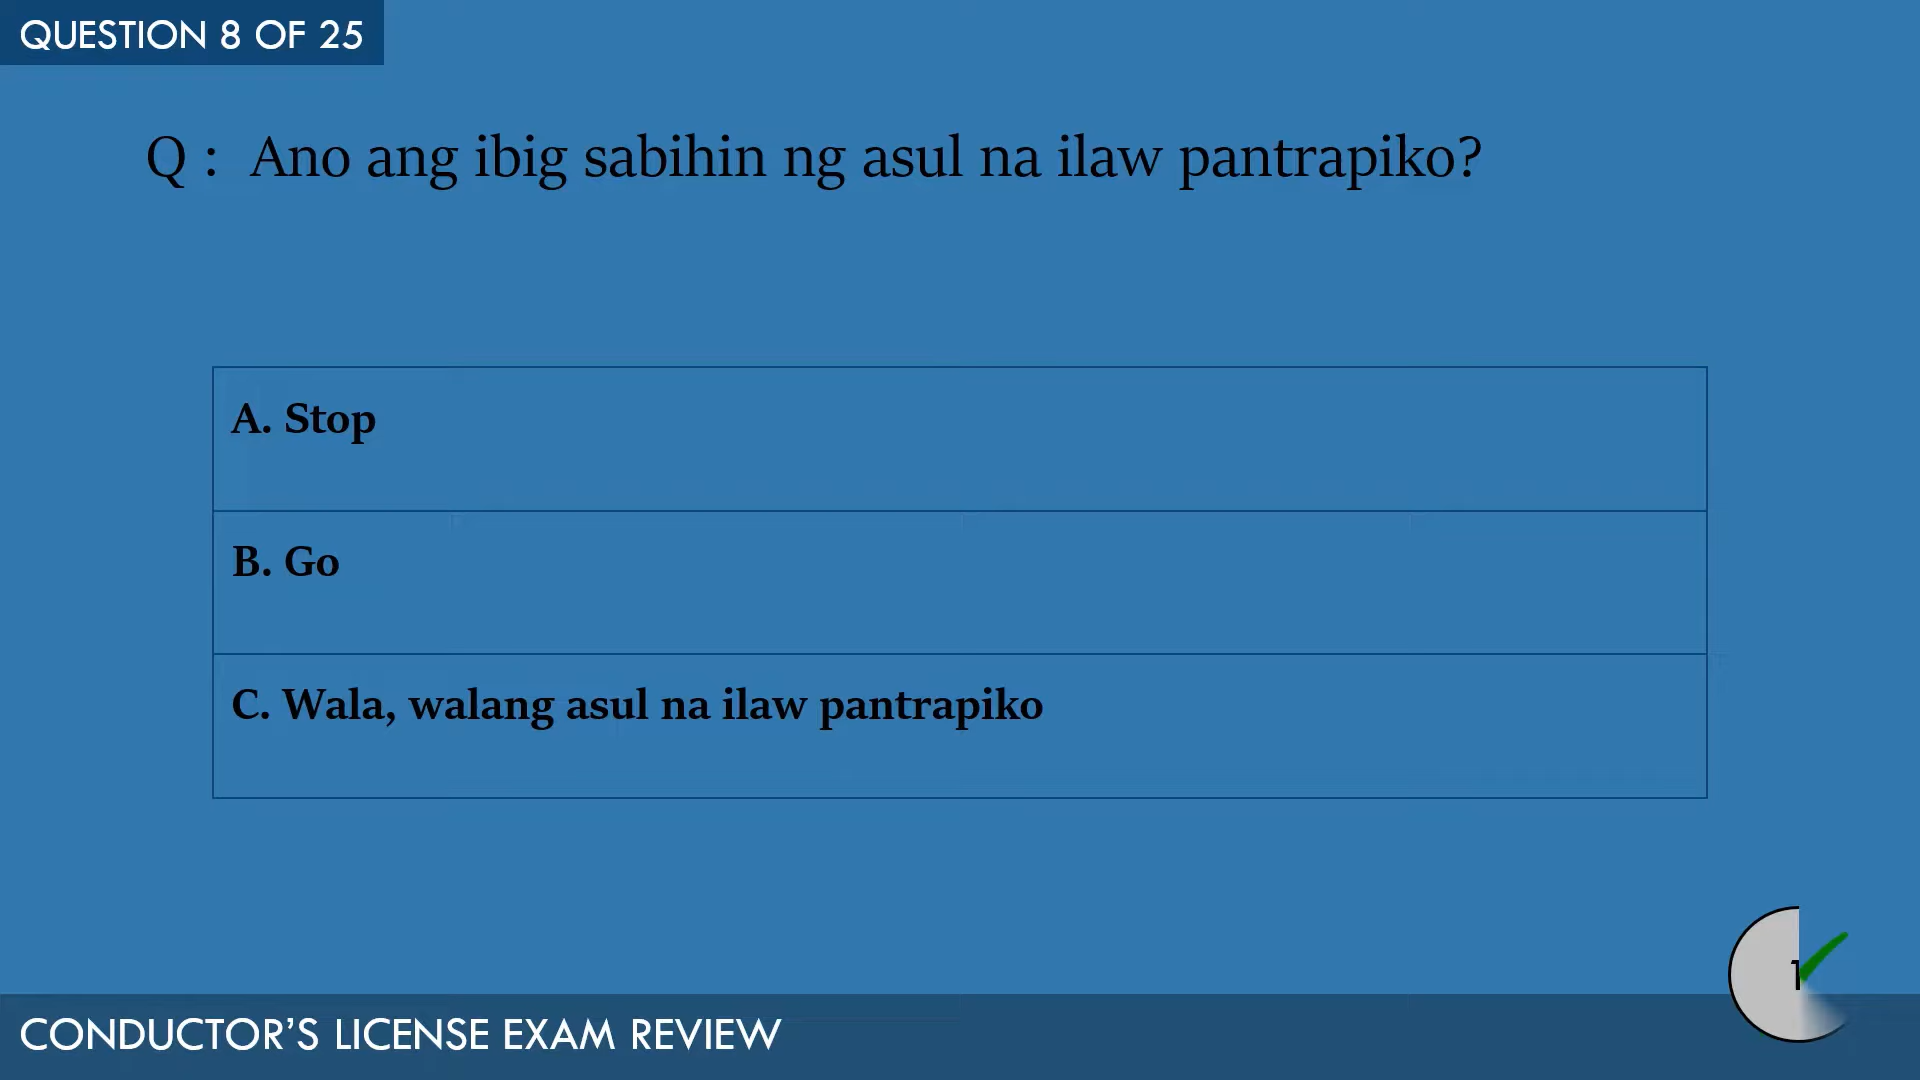 QUESTION 8 OF 25
Q : Ano ang ibig sabihin ng asul na ilaw pantrapiko?
A. Stop
B. Go
C. Wala, walang asul na ilaw pantrapiko
1
CONDUCTOR’S LICENSE EXAM REVIEW